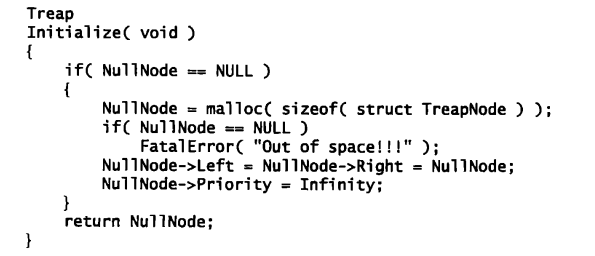 Treap
Initialize( void )
{
    if( NullNode == NULL )
    {
        NullNode = malloc( sizeof( struct TreapNode ) );
        if( NullNode == NULL )
            FatalError( "Out of space!!!" );
        NullNode->Left = NullNode->Right = NullNode;
        NullNode->Priority = Infinity;
    }
    return NullNode;
}